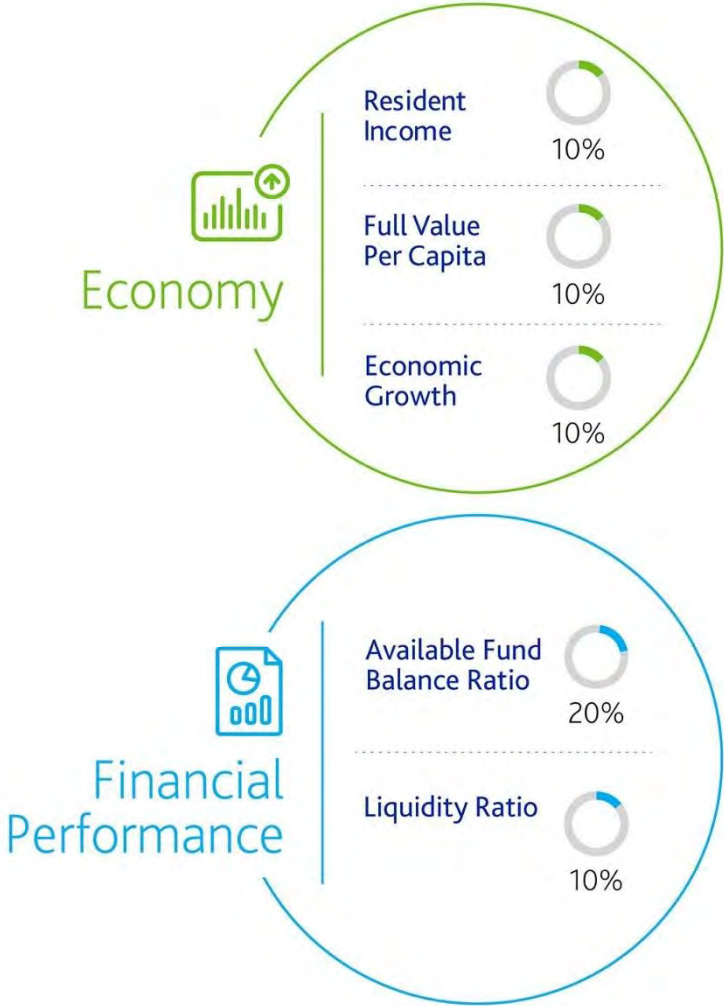 Economy
Resident
Income
10%
Full Value
Per Capita
10%
Economic
Growth
10%
Financial
Performance
Available Fund
Balance Ratio
20%
Liquidity Ratio
10%